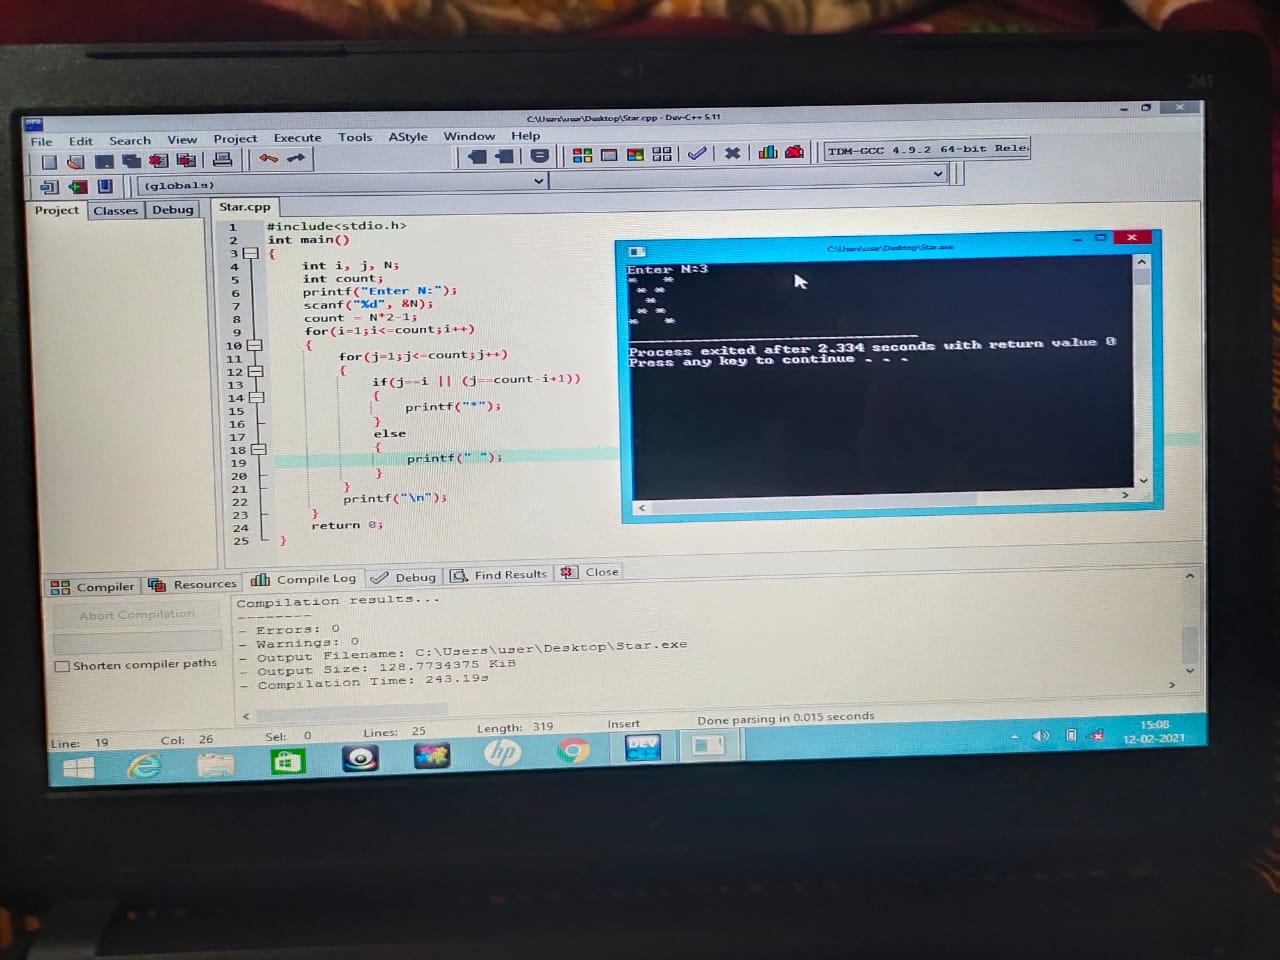 241
C:\Users\user\Desktop\Star.cpp - Dev-C++ 5.11
File Edit Search View Project Execute Tools AStyle Window Help
TDM-GCC 4.9.2 64-bit Rele
(globals)
Project Classes Debug
Star.cpp
1 #include<stdio.h>
2 int main()
3 {
4 int i, j, N;
5 int count;
6 printf("Enter N:");
7 scanf("%d", &N);
8 count = N*2-1;
9 for(i=1;i<=count;i++)
10 {
11 for(j=1;j<=count;j++)
12 {
13 if(j==i || (j==count-i+1))
14 {
15 printf("*");
16 }
17 else
18 {
19 printf(" ");
20 }
21 }
22 printf("\n");
23 }
24 return 0;
25 }
C:\Users\user\Desktop\Star.exe
Enter N:3
*   *
 * *
  *
 * *
*   *
--------------------------------
Process exited after 2.334 seconds with return value 0
Press any key to continue . . .
Compiler Resources Compile Log Debug Find Results Close
Abort Compilation
Shorten compiler paths
Compilation results...
--------
- Errors: 0
- Warnings: 0
- Output Filename: C:\Users\user\Desktop\Star.exe
- Output Size: 128.7734375 KiB
- Compilation Time: 243.19s
Line: 19 Col: 26 Sel: 0 Lines: 25 Length: 319 Insert Done parsing in 0.015 seconds
hp
DEV
C++
15:08
12-02-2021